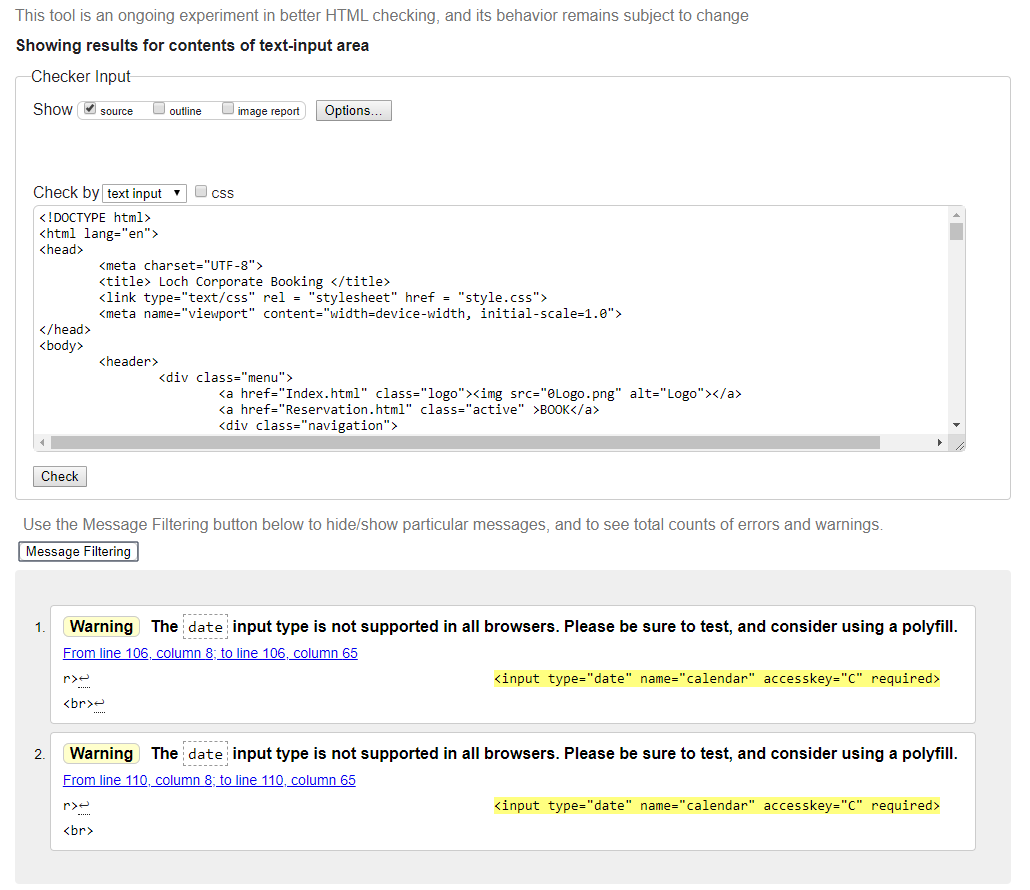 This tool is an ongoing experiment in better HTML checking, and its behavior remains subject to change
Showing results for contents of text-input area
Checker Input
Show source outline image report Options...
Check by text input css
<!DOCTYPE html>
<html lang="en">
<head>
<meta charset="UTF-8">
<title> Loch Corporate Booking </title>
<link type="text/css" rel = "stylesheet" href = "style.css">
<meta name="viewport" content="width=device-width, initial-scale=1.0">
</head>
<body>
<header>
<div class="menu">
<a href="Index.html" class="logo"><img src="0Logo.png" alt="Logo"></a>
<a href="Reservation.html" class="active" >BOOK</a>
<div class="navigation">
Check
Use the Message Filtering button below to hide/show particular messages, and to see total counts of errors and warnings.
Message Filtering
1. Warning The date input type is not supported in all browsers. Please be sure to test, and consider using a polyfill.
From line 106, column 8; to line 106, column 65
r>↩ <input type="date" name="calendar" accesskey="C" required>
<br>↩
2. Warning The date input type is not supported in all browsers. Please be sure to test, and consider using a polyfill.
From line 110, column 8; to line 110, column 65
r>↩ <input type="date" name="calendar" accesskey="C" required>
<br>